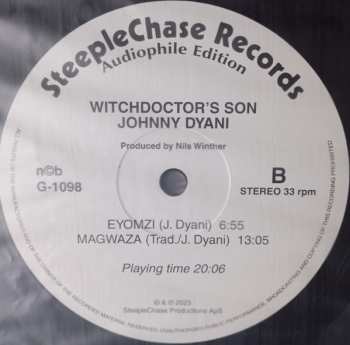 SteepleChase Records
Audiophile Edition
WITCHDOCTOR'S SON
JOHNNY DYANI
Produced by Nils Winther
n©b
G-1098
B
STEREO 33 rpm
EYOMZI (J. Dyani) 6:55
MAGWAZA (Trad./J. Dyani) 13:05
Playing time 20:06
© & ℗ 2023
SteepleChase Productions ApS